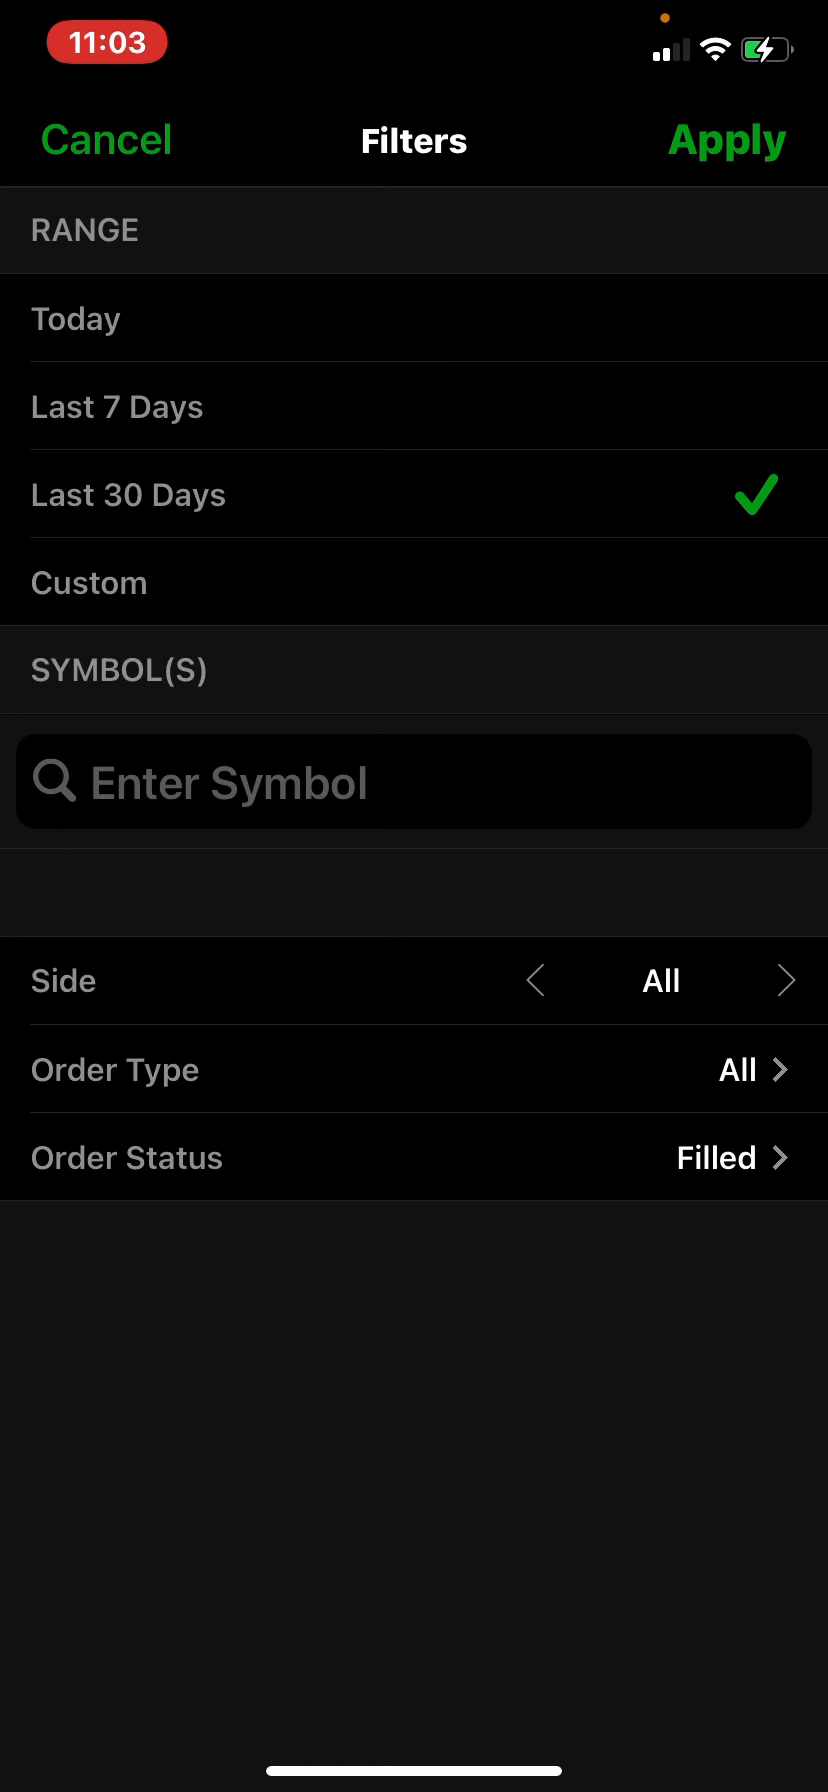 11:03
Cancel Filters Apply
RANGE
Today
Last 7 Days
Last 30 Days
Custom
SYMBOL(S)
Enter Symbol
Side All
Order Type All
Order Status Filled